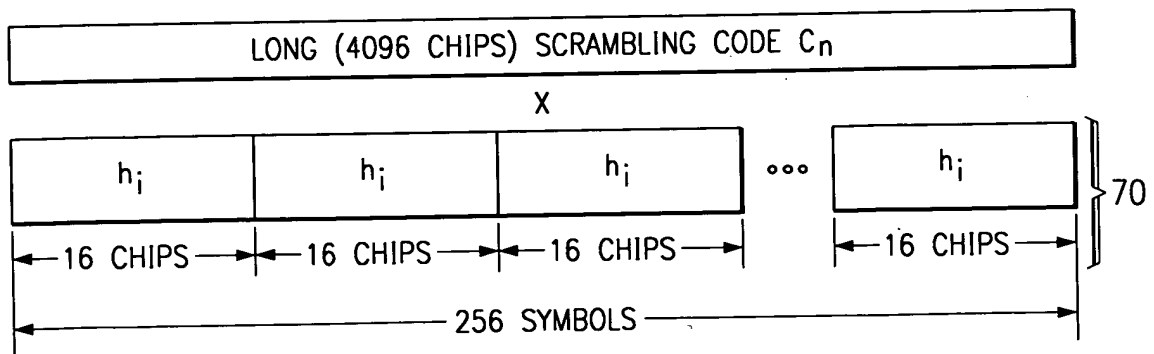 LONG (4096 CHIPS) SCRAMBLING CODE Cn
X
hi hi hi ooo hi
70
16 CHIPS 16 CHIPS 16 CHIPS 16 CHIPS
256 SYMBOLS